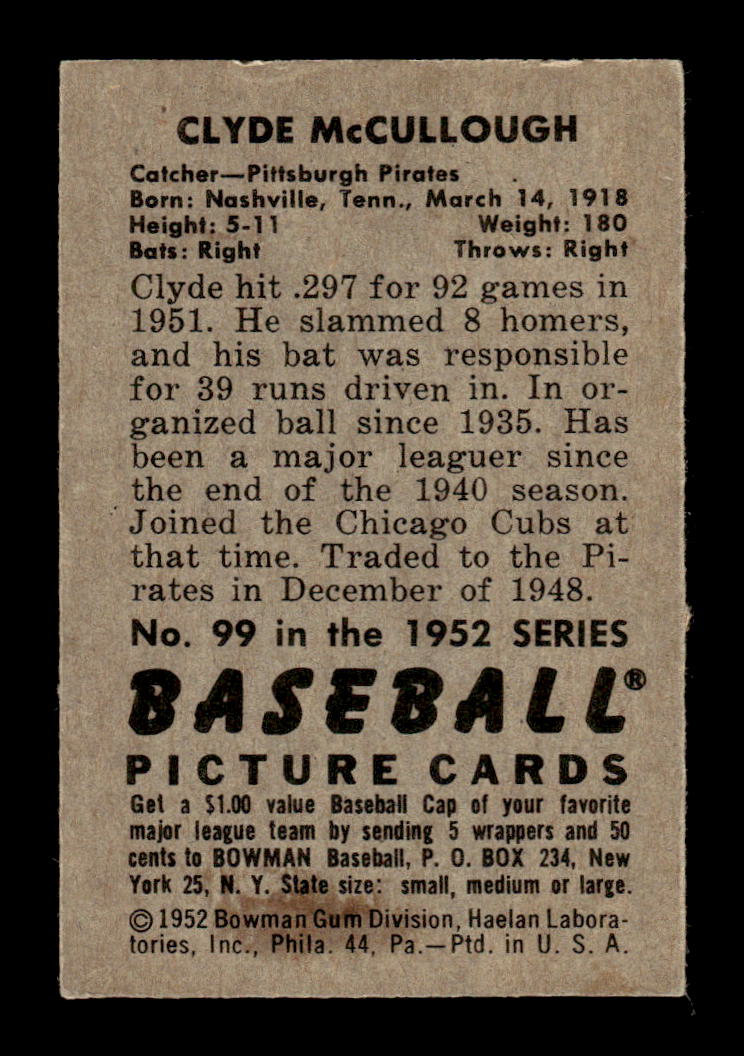 CLYDE McCULLOUGH
Catcher—Pittsburgh Pirates
Born: Nashville, Tenn., March 14, 1918
Height: 5-11 Weight: 180
Bats: Right Throws: Right
Clyde hit .297 for 92 games in
1951. He slammed 8 homers,
and his bat was responsible
for 39 runs driven in. In or-
ganized ball since 1935. Has
been a major leaguer since
the end of the 1940 season.
Joined the Chicago Cubs at
that time. Traded to the Pi-
rates in December of 1948.
No. 99 in the 1952 SERIES
BASEBALL®
PICTURE CARDS
Get a $1.00 value Baseball Cap of your favorite
major league team by sending 5 wrappers and 50
cents to BOWMAN Baseball, P. O. BOX 234, New
York 25, N. Y. State size: small, medium or large.
© 1952 Bowman Gum Division, Haelan Labora-
tories, Inc., Phila. 44, Pa.—Ptd. in U. S. A.